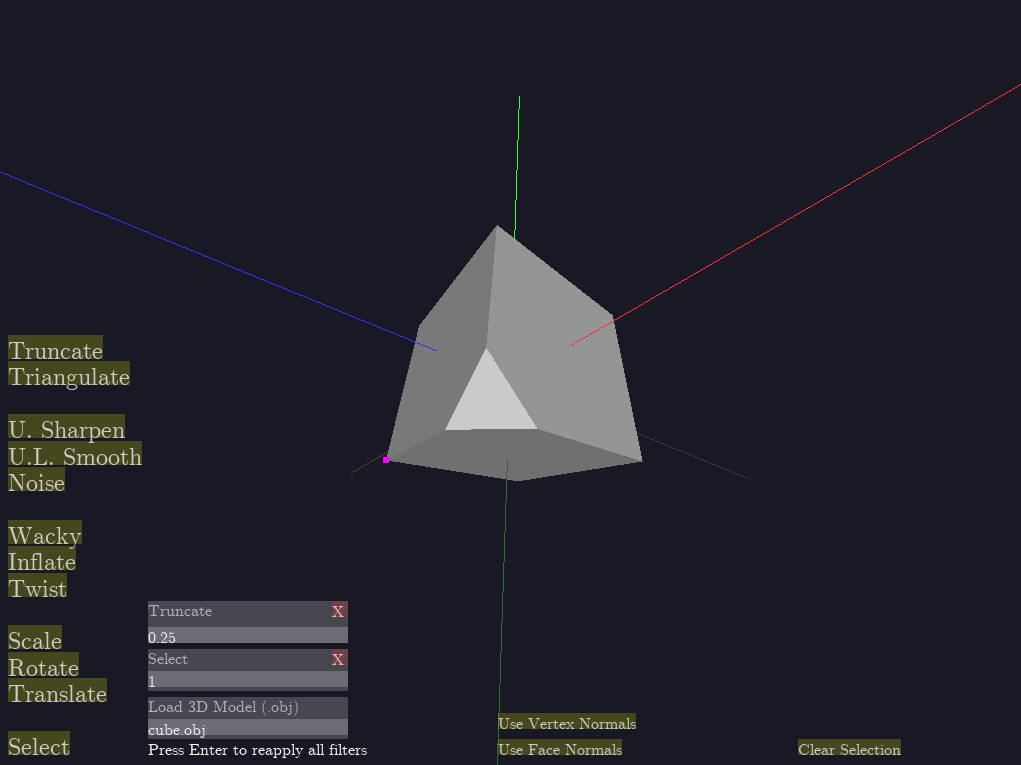 Truncate
Triangulate
U. Sharpen
U.L. Smooth
Noise
Wacky
Inflate
Twist
Scale
Rotate
Translate
Select
Truncate X
0.25
Select X
1
Load 3D Model (.obj)
cube.obj
Press Enter to reapply all filters
Use Vertex Normals
Use Face Normals
Clear Selection